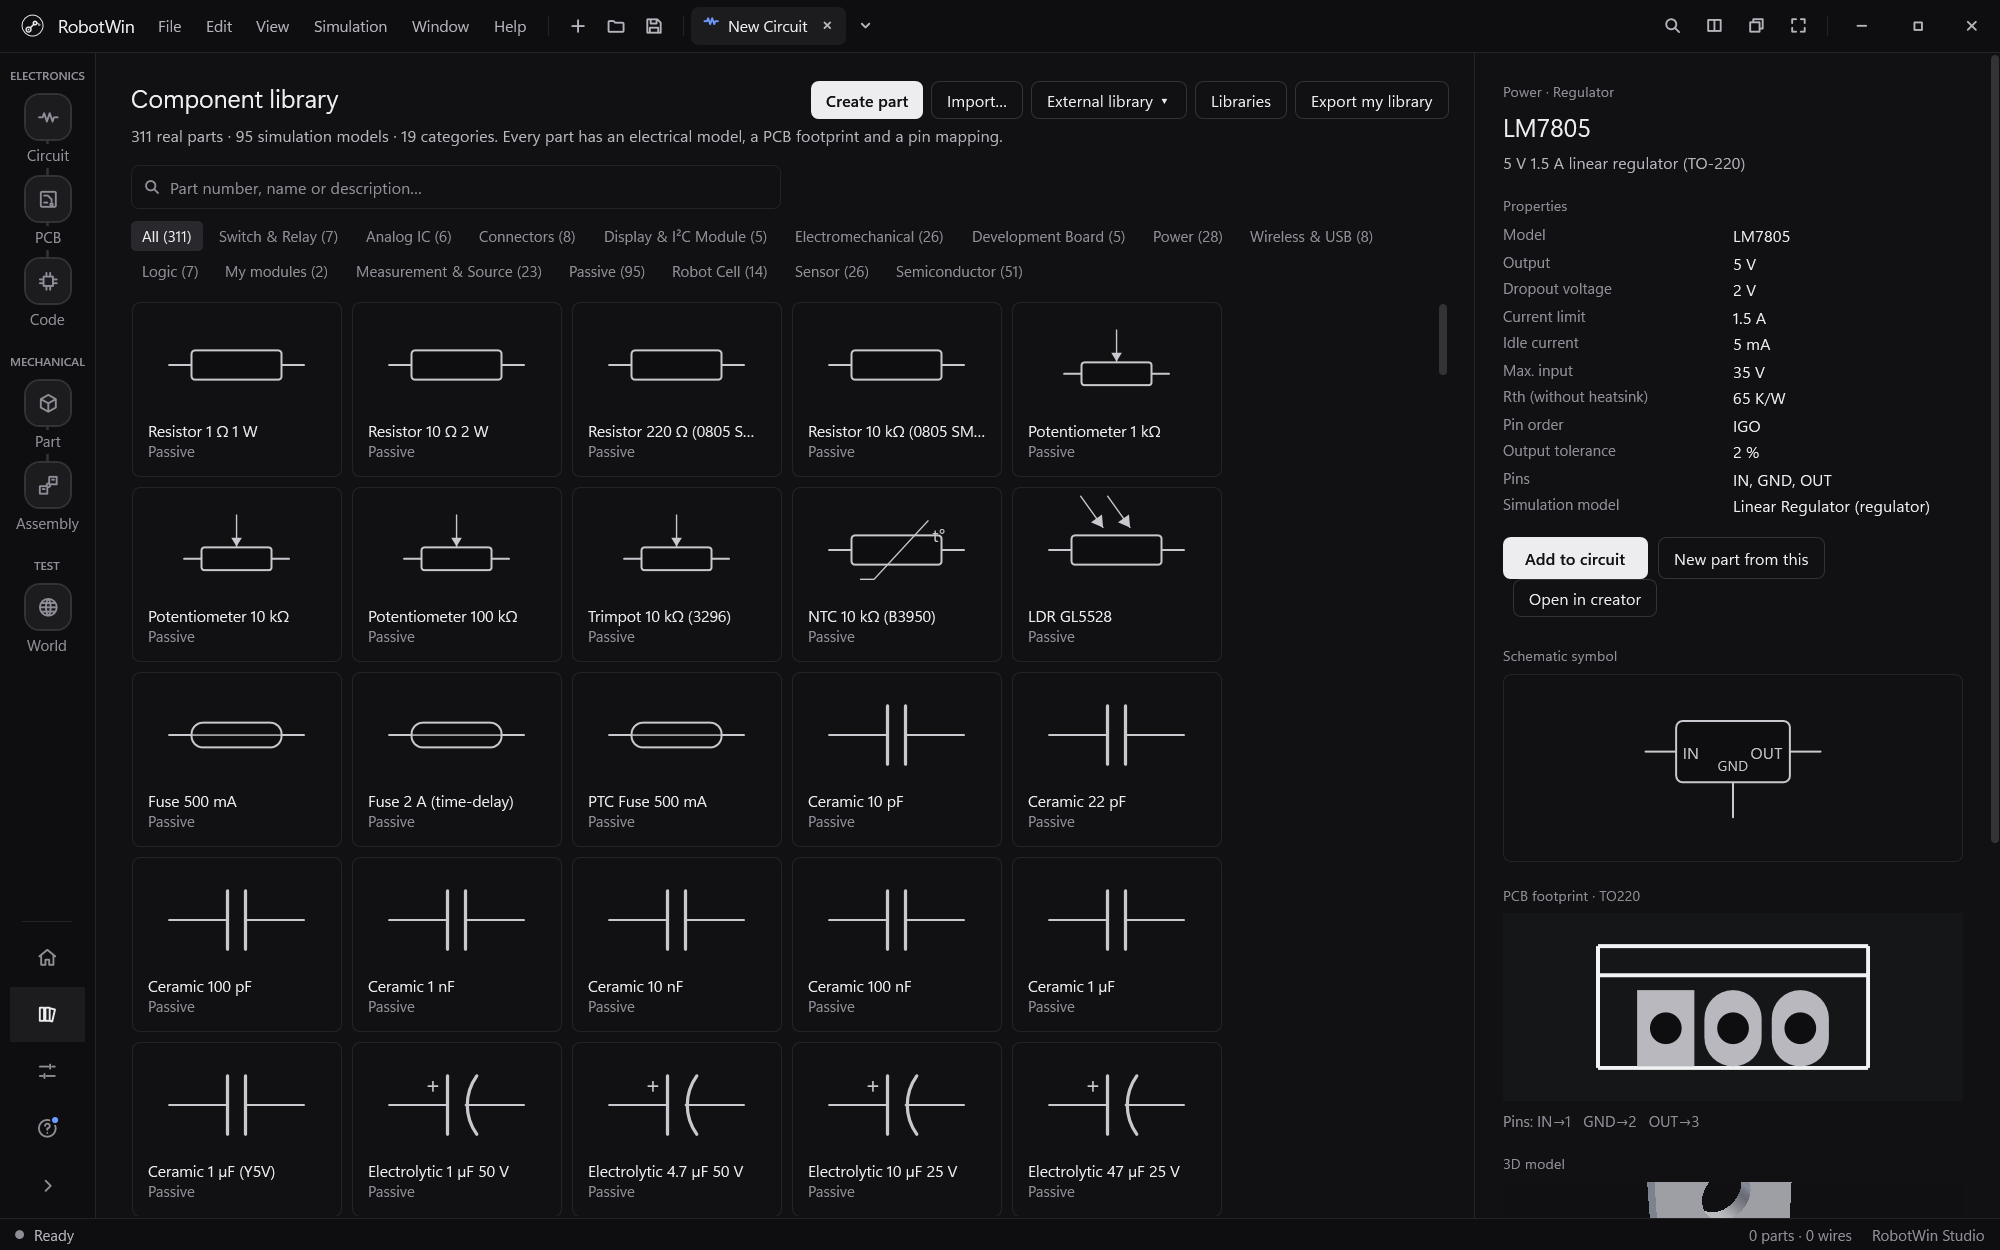 RobotWin File Edit View Simulation Window Help New Circuit
ELECTRONICS
Circuit
PCB
Code
MECHANICAL
Part
Assembly
TEST
World
Component library
Create part Import... External library Libraries Export my library
311 real parts · 95 simulation models · 19 categories. Every part has an electrical model, a PCB footprint and a pin mapping.
Part number, name or description...
All (311) Switch & Relay (7) Analog IC (6) Connectors (8) Display & I²C Module (5) Electromechanical (26) Development Board (5) Power (28) Wireless & USB (8)
Logic (7) My modules (2) Measurement & Source (23) Passive (95) Robot Cell (14) Sensor (26) Semiconductor (51)
Resistor 1 Ω 1 W
Passive
Resistor 10 Ω 2 W
Passive
Resistor 220 Ω (0805 S...
Passive
Resistor 10 kΩ (0805 SM...
Passive
Potentiometer 1 kΩ
Passive
Potentiometer 10 kΩ
Passive
Potentiometer 100 kΩ
Passive
Trimpot 10 kΩ (3296)
Passive
t°
NTC 10 kΩ (B3950)
Passive
LDR GL5528
Passive
Fuse 500 mA
Passive
Fuse 2 A (time-delay)
Passive
PTC Fuse 500 mA
Passive
Ceramic 10 pF
Passive
Ceramic 22 pF
Passive
Ceramic 100 pF
Passive
Ceramic 1 nF
Passive
Ceramic 10 nF
Passive
Ceramic 100 nF
Passive
Ceramic 1 µF
Passive
Ceramic 1 µF (Y5V)
Passive
+
Electrolytic 1 µF 50 V
Passive
+
Electrolytic 4.7 µF 50 V
Passive
+
Electrolytic 10 µF 25 V
Passive
+
Electrolytic 47 µF 25 V
Passive
Power · Regulator
LM7805
5 V 1.5 A linear regulator (TO-220)
Properties
Model LM7805
Output 5 V
Dropout voltage 2 V
Current limit 1.5 A
Idle current 5 mA
Max. input 35 V
Rth (without heatsink) 65 K/W
Pin order IGO
Output tolerance 2 %
Pins IN, GND, OUT
Simulation model Linear Regulator (regulator)
Add to circuit New part from this
Open in creator
Schematic symbol
IN OUT
GND
PCB footprint · TO220
Pins: IN→1 GND→2 OUT→3
3D model
Ready 0 parts · 0 wires RobotWin Studio